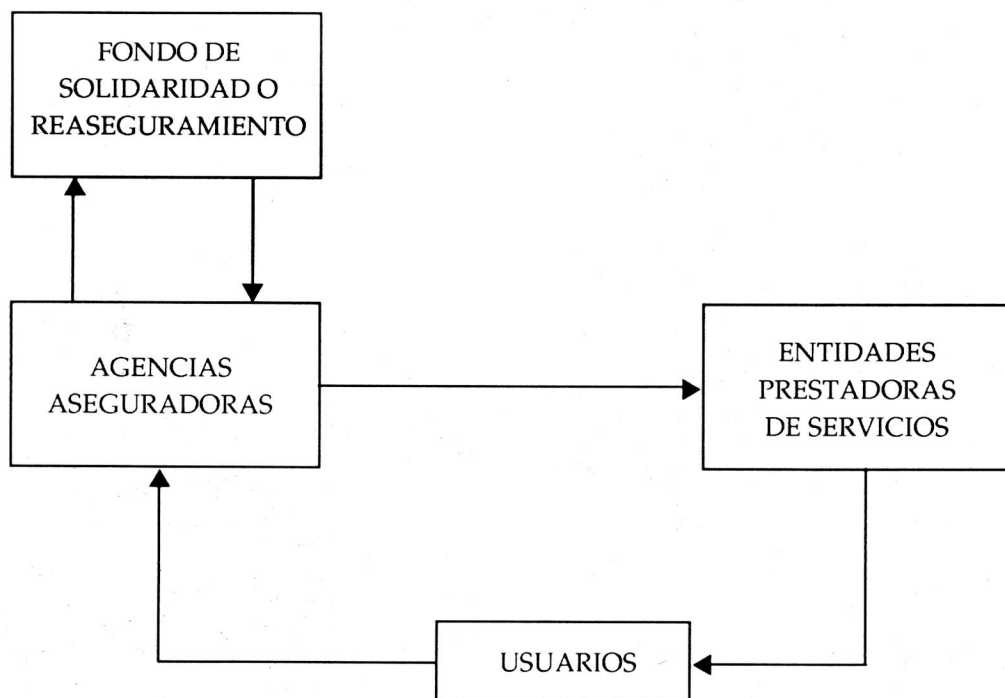 FONDO DE
SOLIDARIDAD O
REASEGURAMIENTO
AGENCIAS
ASEGURADORAS
ENTIDADES
PRESTADORAS
DE SERVICIOS
USUARIOS